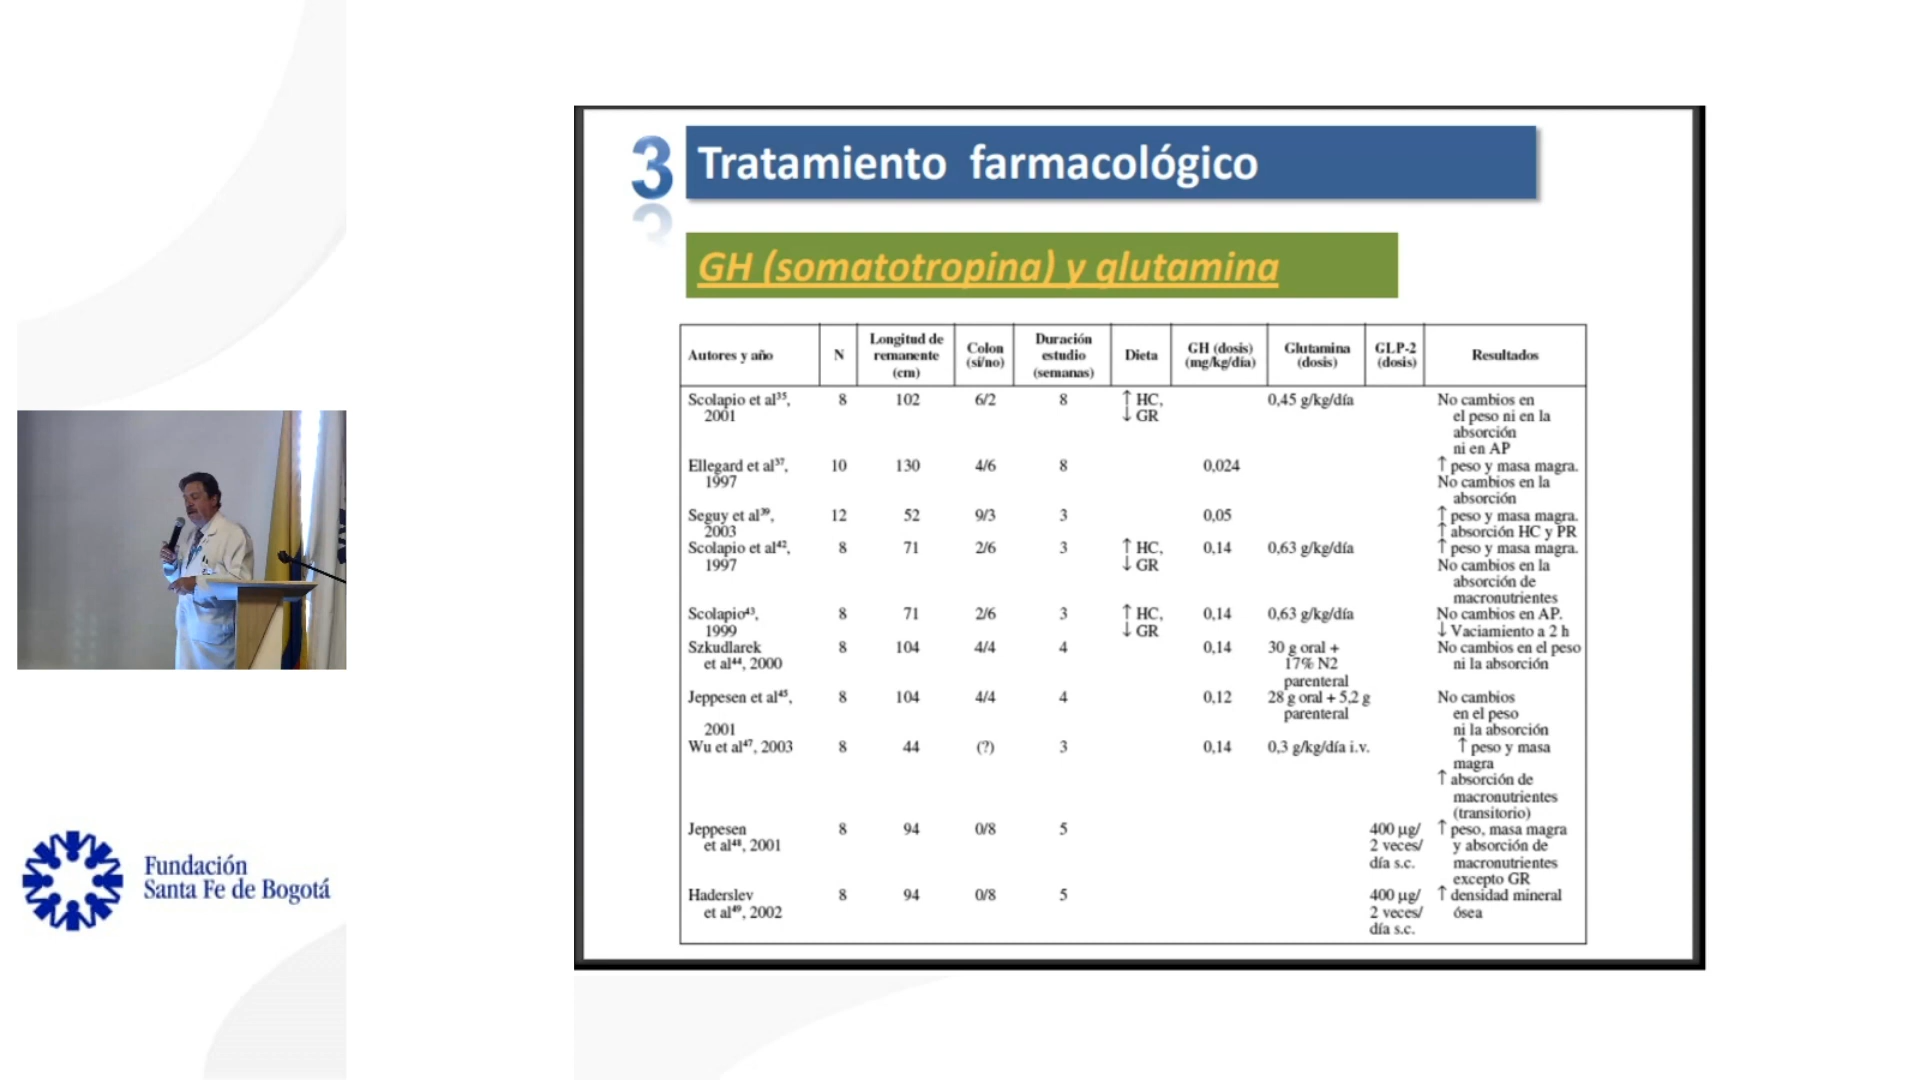 3 Tratamiento farmacológico
GH (somatotropina) y glutamina
Autores y año N Longitud de remanente (cm) Colon (sí/no) Duración estudio (semanas) Dieta GH (dosis) (mg/kg/día) Glutamina (dosis) GLP-2 (dosis) Resultados
Scolapio et al³⁵, 2001 8 102 6/2 8 ↑ HC, ↓ GR 0,45 g/kg/día No cambios en el peso ni en la absorción ni en AP
Ellegard et al³⁷, 1997 10 130 4/6 8 0,024 ↑ peso y masa magra. No cambios en la absorción
Seguy et al³⁹, 2003 12 52 9/3 3 0,05 ↑ peso y masa magra. ↑ absorción HC y PR
Scolapio et al⁴², 1997 8 71 2/6 3 ↑ HC, ↓ GR 0,14 0,63 g/kg/día ↑ peso y masa magra. No cambios en la absorción de macronutrientes
Scolapio⁴³, 1999 8 71 2/6 3 ↑ HC, ↓ GR 0,14 0,63 g/kg/día No cambios en AP. ↓ Vaciamiento a 2 h
Szkudlarek et al⁴⁴, 2000 8 104 4/4 4 0,14 30 g oral + 17% N2 parenteral No cambios en el peso ni la absorción
Jeppesen et al⁴⁵, 2001 8 104 4/4 4 0,12 28 g oral + 5,2 g parenteral No cambios en el peso ni la absorción
Wu et al⁴⁷, 2003 8 44 (?) 3 0,14 0,3 g/kg/día i.v. ↑ peso y masa magra ↑ absorción de macronutrientes (transitorio)
Jeppesen et al⁴⁸, 2001 8 94 0/8 5 400 µg/ 2 veces/ día s.c. ↑ peso, masa magra y absorción de macronutrientes excepto GR
Haderslev et al⁴⁹, 2002 8 94 0/8 5 400 µg/ 2 veces/ día s.c. ↑ densidad mineral ósea
Fundación
Santa Fe de Bogotá